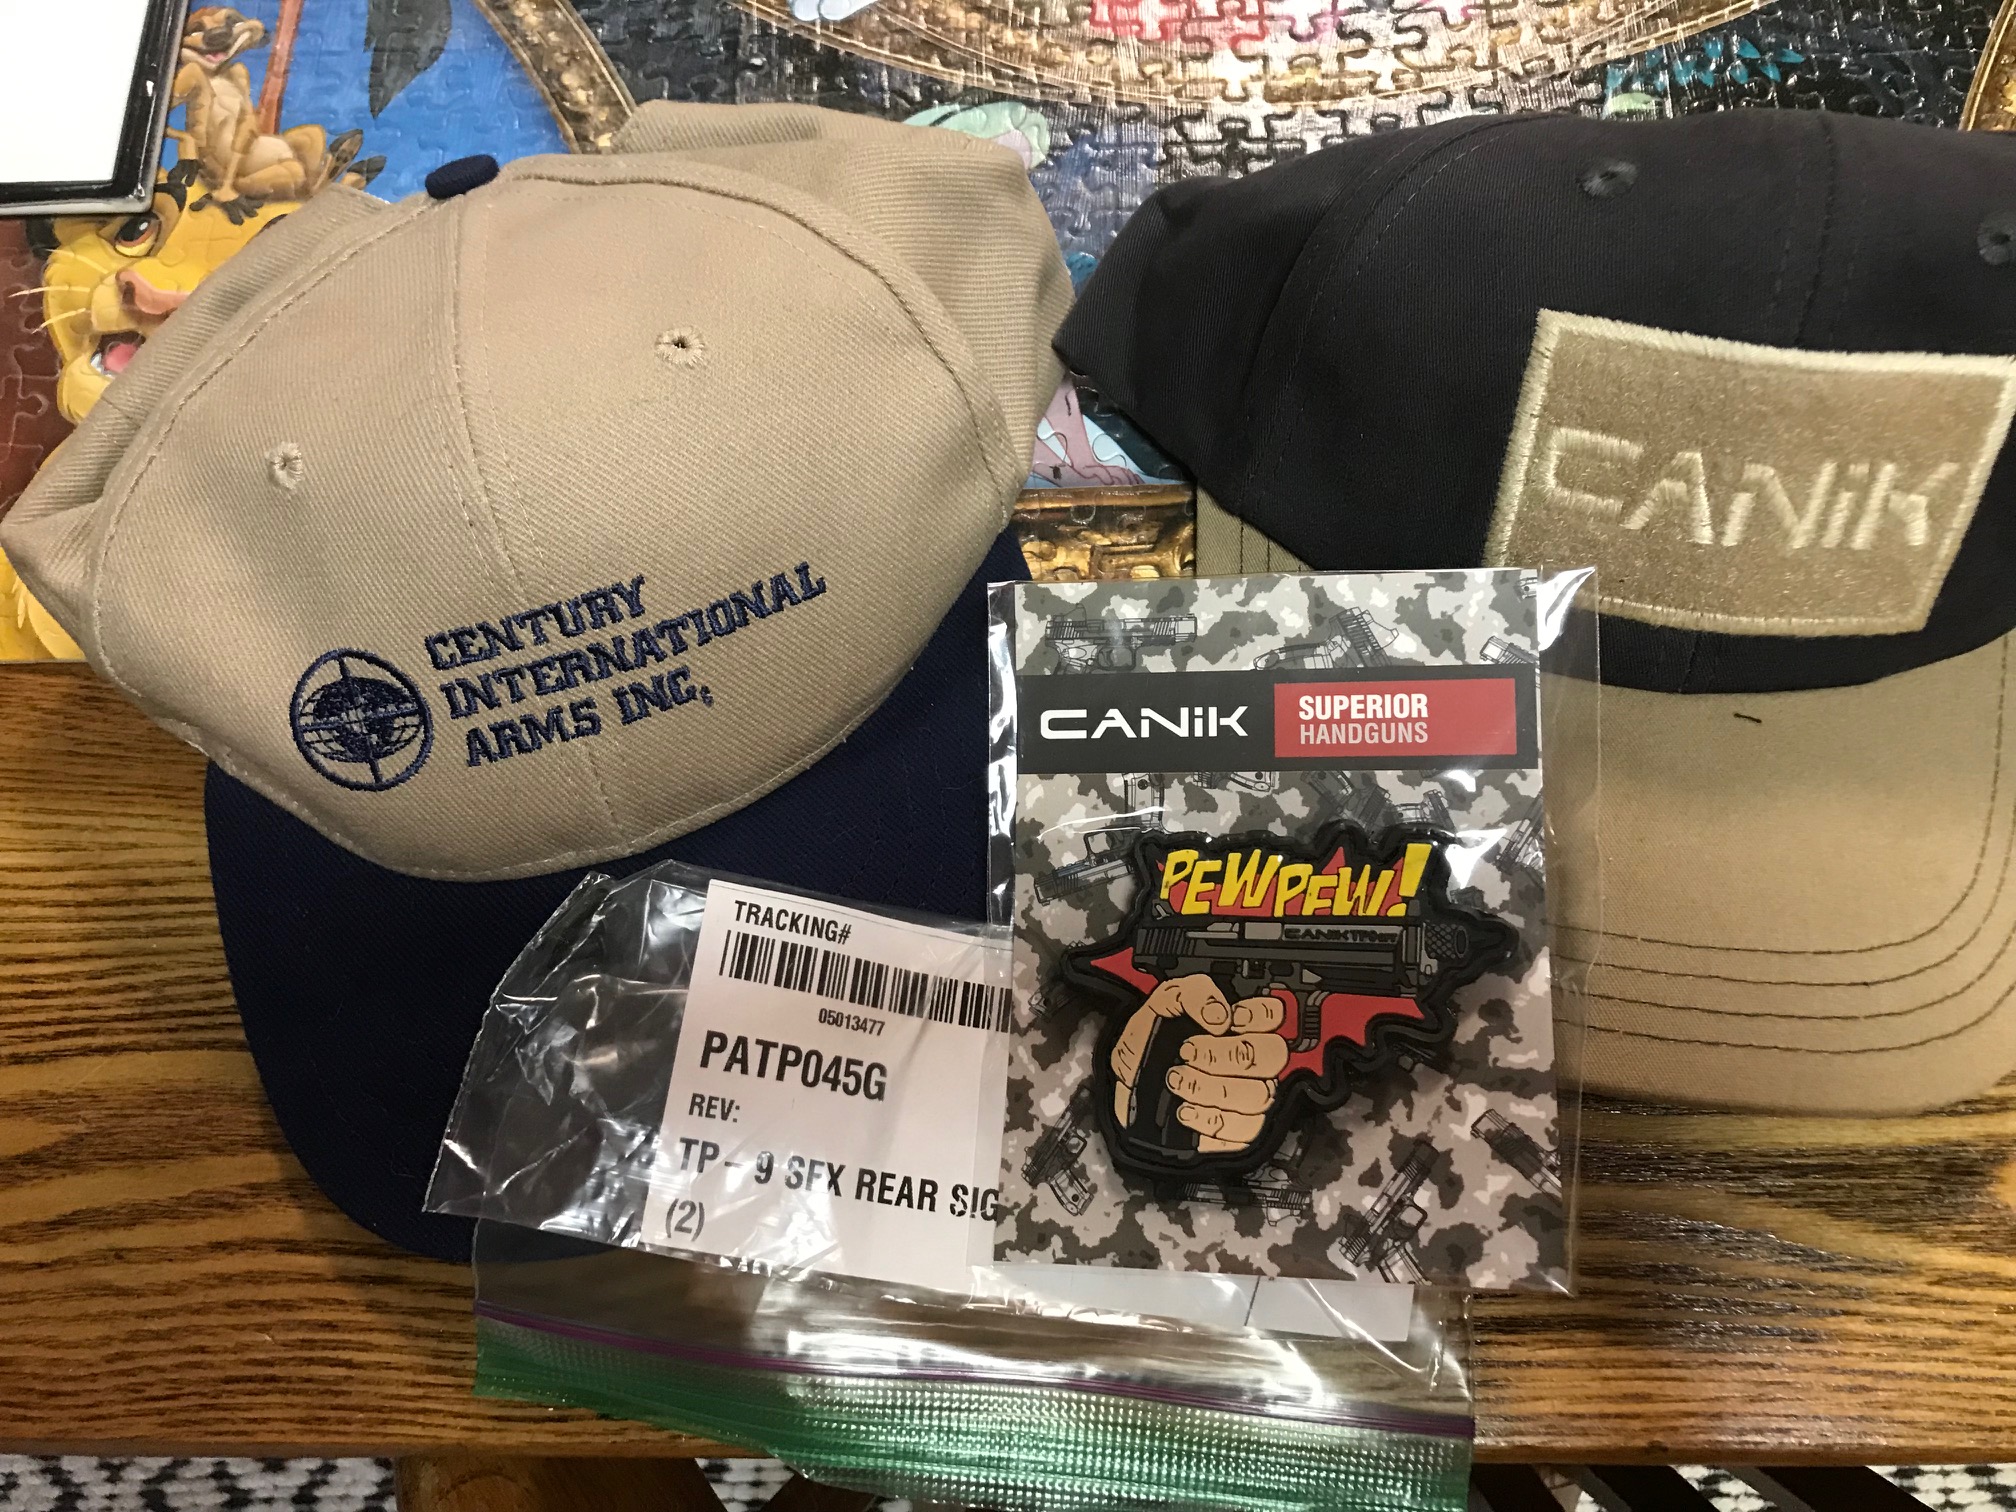 CENTURY
INTERNATIONAL
ARMS INC.
CANiK
CANiK
SUPERIOR
HANDGUNS
PEWPEW!
TRACKING#
05013477
PATP045G
REV:
TP-9 SFX REAR SIG
(2)